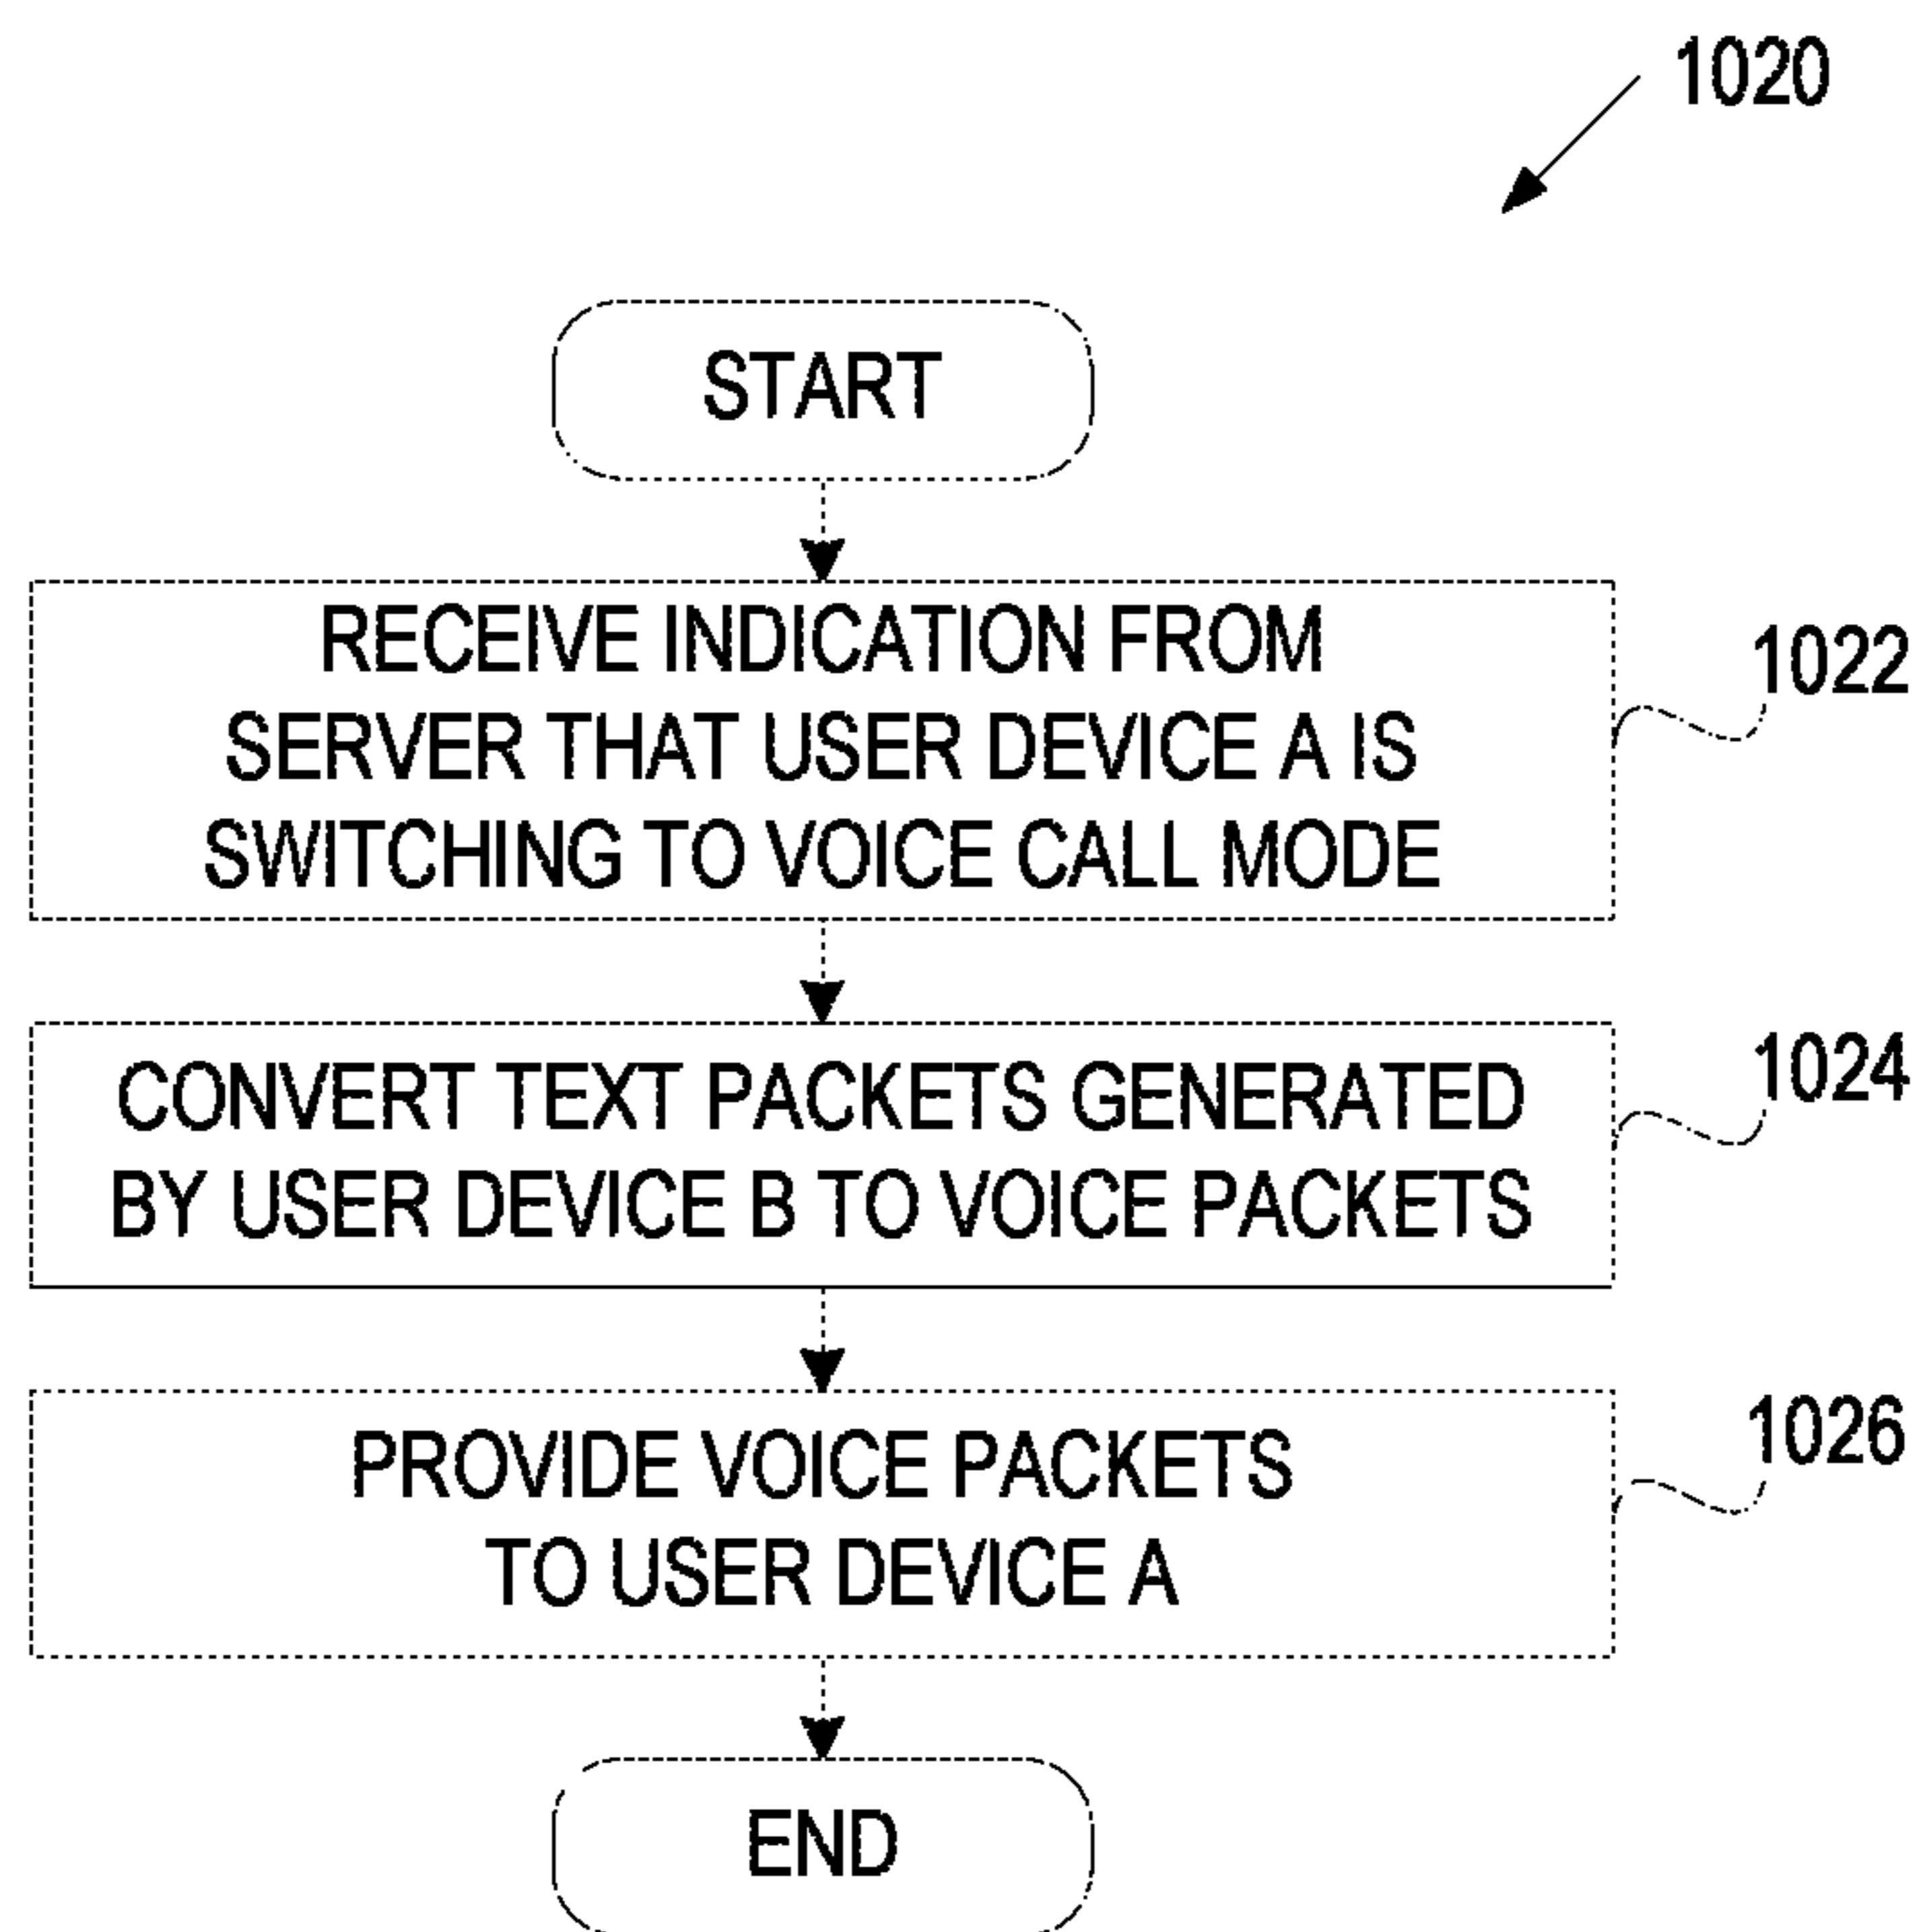 1020
START
RECEIVE INDICATION FROM
SERVER THAT USER DEVICE A IS
SWITCHING TO VOICE CALL MODE
1022
CONVERT TEXT PACKETS GENERATED
BY USER DEVICE B TO VOICE PACKETS
1024
PROVIDE VOICE PACKETS
TO USER DEVICE A
1026
END